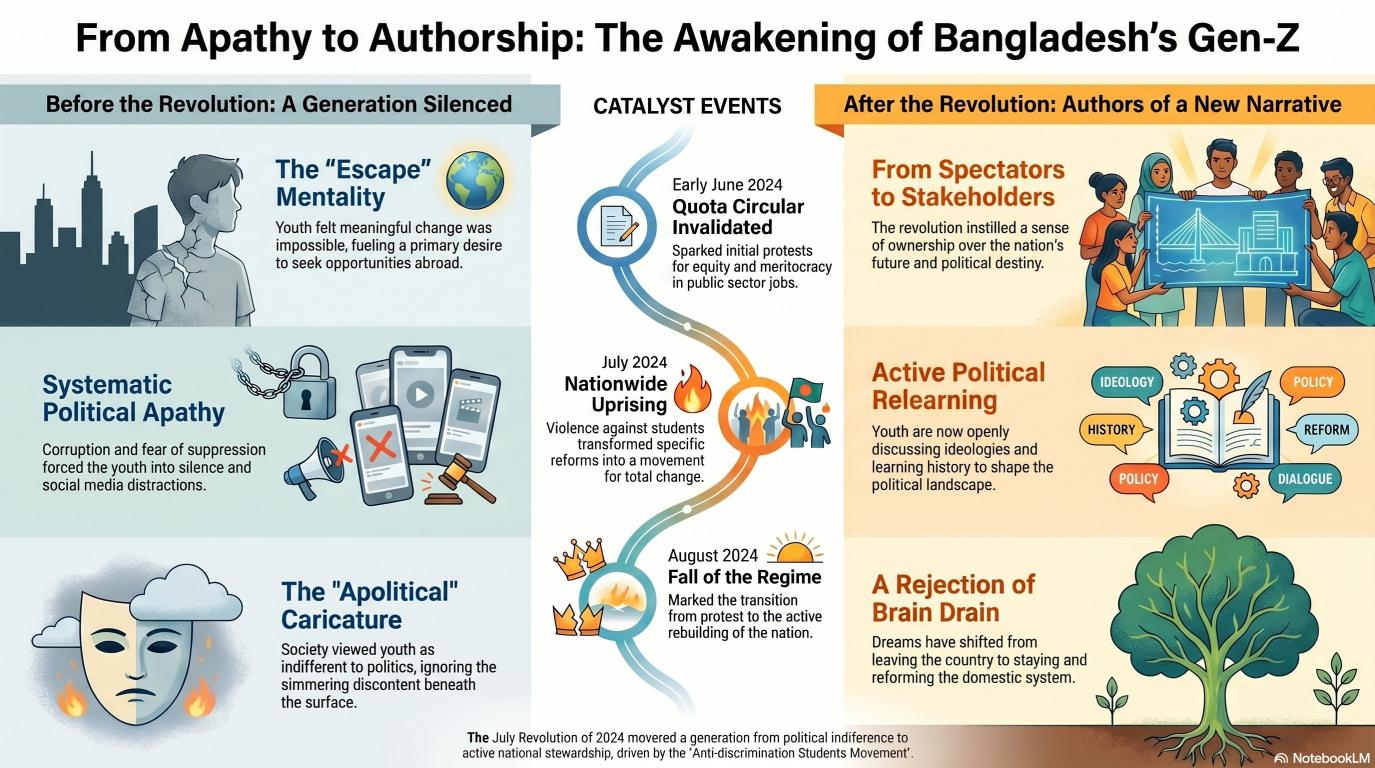 From Apathy to Authorship: The Awakening of Bangladesh's Gen-Z
Before the Revolution: A Generation Silenced
The “Escape”
Mentality
Youth felt meaningful change was
impossible, fueling a primary desire
to seek opportunities abroad.
Systematic
Political Apathy
Corruption and fear of suppression
forced the youth into silence and
social media distractions.
The "Apolitical"
Caricature
Society viewed youth as
indifferent to politics, ignoring the
simmering discontent beneath
the surface.
CATALYST EVENTS
Early June 2024
Quota Circular
Invalidated
Sparked initial protests
for equity and meritocracy
in public sector jobs.
July 2024
Nationwide
Uprising
Violence against students
transformed specific
reforms into a movement
for total change.
August 2024
Fall of the Regime
Marked the transition
from protest to the active
rebuilding of the nation.
After the Revolution: Authors of a New Narrative
From Spectators
to Stakeholders
The revolution instilled a sense
of ownership over the nation's
future and political destiny.
Active Political
Relearning
Youth are now openly
discussing ideologies and
learning history to shape the
political landscape.
IDEOLOGY
POLICY
HISTORY
REFORM
POLICY
DIALOGUE
A Rejection of
Brain Drain
Dreams have shifted from
leaving the country to staying and
reforming the domestic system.
The July Revolution of 2024 movered a generation from political indiference to
active national stewardship, driven by the 'Anti-discrimination Students Movement'.
NotebookLM